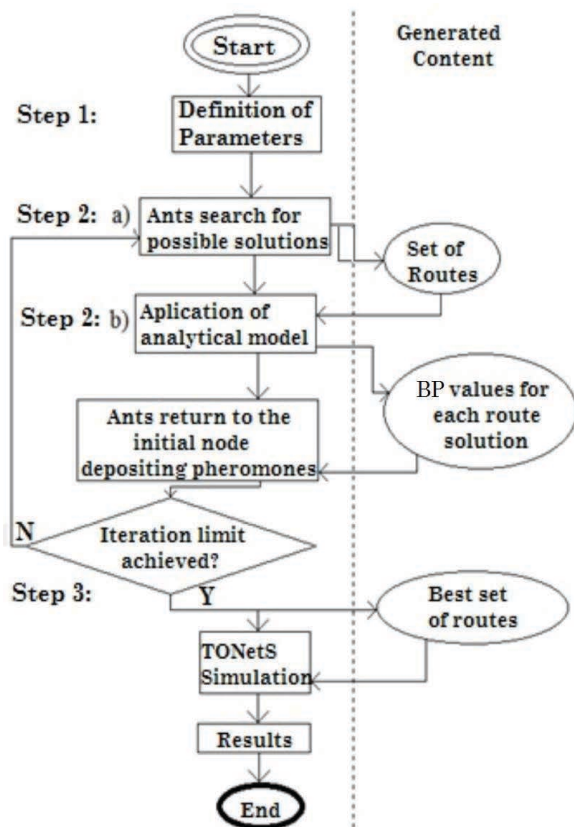 Start
Generated
Content
Step 1:
Definition of
Parameters
Step 2: a)
Ants search for
possible solutions
Set of
Routes
Step 2: b)
Aplication of
analytical model
BP values for
each route
solution
Ants return to the
initial node
depositing pheromones
N
Iteration limit
achieved?
Step 3:
Y
Best set
of routes
TONetS
Simulation
Results
End